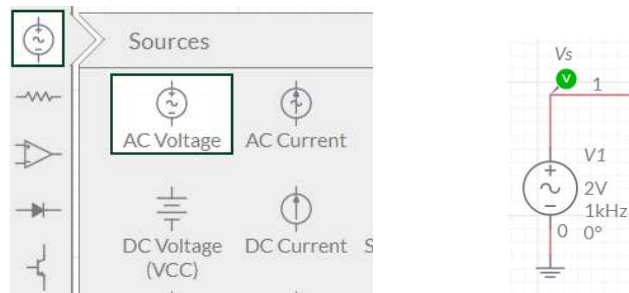 Sources
AC Voltage AC Current
DC Voltage DC Current S
(VCC)
Vs
V
1
V1
2V
1kHz
0 0°